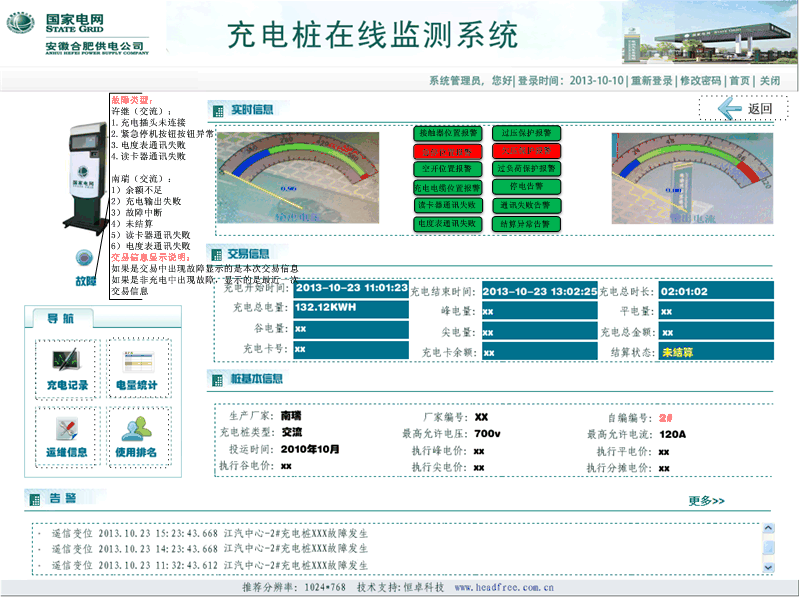 国家电网
STATE GRID
安徽合肥供电公司
ANHUI HEFEI POWER SUPPLY COMPANY
充电桩在线监测系统
系统管理员，您好|登录时间：2013-10-10|重新登录|修改密码|首页| 关闭
返回
故障类型：
许继（交流）：
1.充电插头未连接
2.紧急停机按钮按钮异常
3.电度表通讯失败
4.读卡器通讯失败
南瑞（交流）：
1）余额不足
2）充电输出失败
3）故障中断
4）未结算
5）读卡器通讯失败
6）电度表通讯失败
交易信息显示说明：
如果是交易中出现故障显示的是本次交易信息
如果是非充电中出现故障，显示的是最近一次
交易信息
国家电网
故障
实时信息
0.96
输出电压
接触器位置报警
过压保护报警
过负荷保护报警
空开位置报警
停电告警
充电电缆位置报警
读卡器通讯失败
通讯失败告警
电度表通讯失败
结算异常告警
输出电流
交易信息
充电开始时间： 2013-10-23 11:01:23
充电结束时间： 2013-10-23 13:02:25
充电总时长： 02:01:02
充电总电量： 132.12KWH
峰电量： xx
平电量： xx
谷电量： xx
尖电量： xx
充电总金额： xx
充电卡号： xx
充电卡余额： xx
结算状态： 未结算
导 航
充电记录
电量统计
运维信息
使用排名
桩基本信息
生产厂家： 南瑞
厂家编号： XX
自编编号： 2#
充电桩类型： 交流
最高允许电压： 700v
最高允许电流： 120A
投运时间： 2010年10月
执行峰电价： xx
执行平电价： xx
执行谷电价： xx
执行尖电价： xx
执行分摊电价： xx
告 警
更多>>
· 遥信变位 2013.10.23 15:23:43.668 江汽中心-2#充电桩XXX故障发生
· 遥信变位 2013.10.23 14:23:43.668 江汽中心-2#充电桩XXX故障发生
· 遥信变位 2013.10.23 11:32:43.612 江汽中心-2#充电桩XXX故障发生
推荐分辨率：1024*768 技术支持:恒卓科技 www.headfree.com.cn